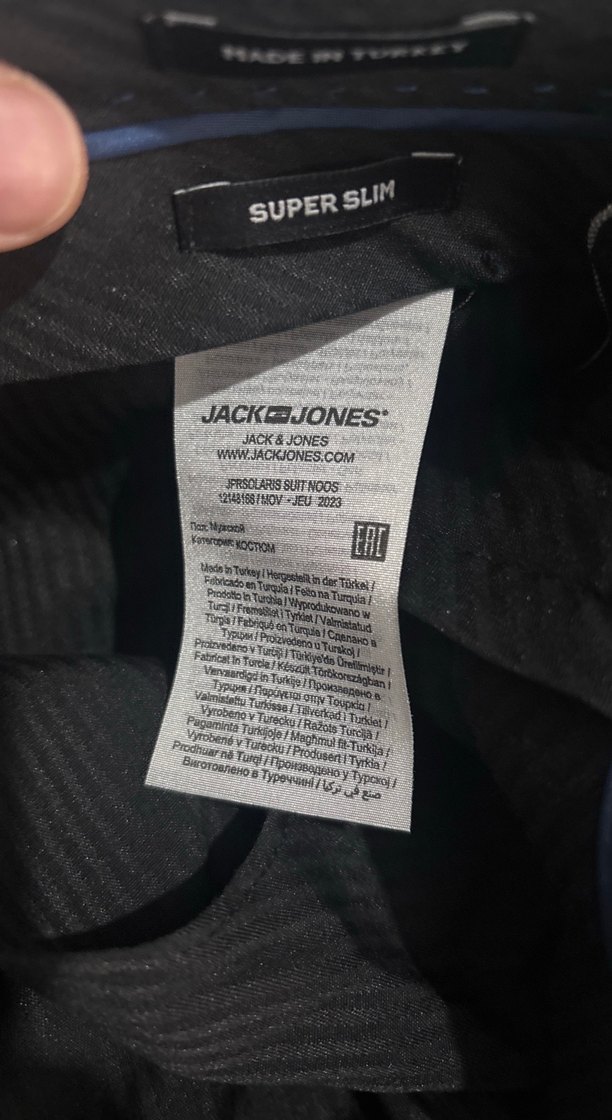 MADE IN TURKEY
SUPER SLIM
JACK JONES®
JACK & JONES
WWW.JACKJONES.COM
JPRSOLARIS SUIT NOOS
12148166 / MOV - JEU 2023
Пол: Мужской
Категория: КОСТЮМ
EAC
Made in Turkey / Hergestellt in der Türkei /
Fabricado en Turquía / Feito na Turquia /
Prodotto in Turchia / Wyprodukowano w
Turcji / Fremstillet i Tyrkiet / Valmistatud
Türgis / Fabriqué en Turquie / Сделано в
Турции / Proizvedeno u Turskoj /
Proizvedeno v Turčiji / Türkiye'de Üretilmiştir /
Fabricat în Turcia / Készült Törökországban /
Vervaardigd in Turkije / Произведено в
Турция / Παράγεται στην Τουρκία /
Valmistettu Turkissa / Tillverkad i Turkiet /
Vyrobeno v Turecku / Ražots Turcijā /
Pagaminta Turkijoje / Magħmul fit-Turkija /
Vyrobené v Turecku / Produsert i Tyrkia /
Prodhuar në Turqi / Произведено у Турској /
Виготовлено в Туреччині / صنع في تركيا